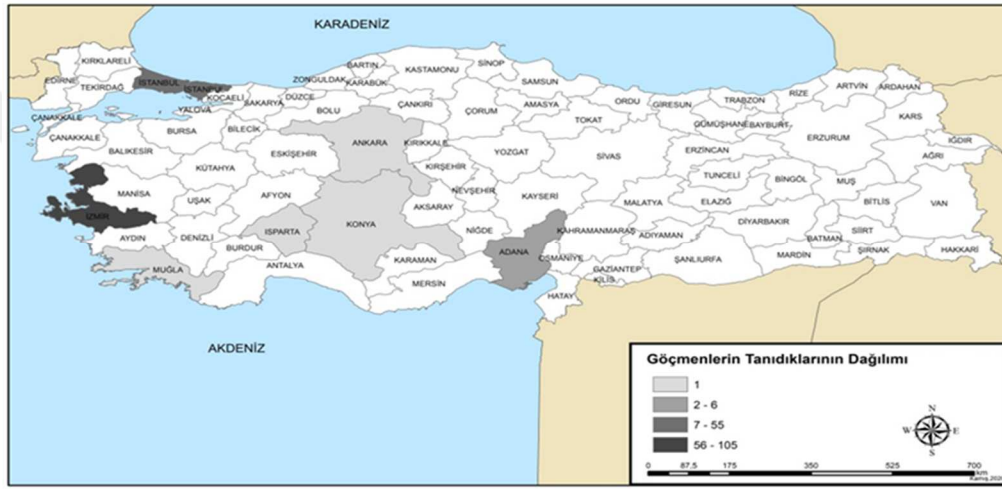 KARADENİZ
KIRKLARELİ
EDİRNE
TEKİRDAĞ
İSTANBUL
İSTANBUL
KOCAELİ
YALOVA
SAKARYA
DÜZCE
ZONGULDAK
BARTIN
KARABÜK
KASTAMONU
SİNOP
SAMSUN
ORDU
GİRESUN
TRABZON
RİZE
ARTVİN
ARDAHAN
ÇANAKKALE
ÇANAKKALE
BURSA
BİLECİK
BOLU
ÇANKIRI
ÇORUM
AMASYA
TOKAT
GÜMÜŞHANE
BAYBURT
ERZURUM
KARS
IĞDIR
BALIKESİR
KÜTAHYA
ESKİŞEHİR
ANKARA
KIRIKKALE
YOZGAT
SİVAS
ERZİNCAN
AĞRI
MANİSA
UŞAK
AFYON
KIRŞEHİR
NEVŞEHİR
KAYSERİ
MALATYA
ELAZIĞ
TUNCELİ
BİNGÖL
MUŞ
BİTLİS
VAN
İZMİR
AYDIN
DENİZLİ
ISPARTA
KONYA
AKSARAY
NİĞDE
ADANA
KAHRAMANMARAŞ
ADIYAMAN
DİYARBAKIR
BATMAN
SİİRT
ŞIRNAK
HAKKARİ
MUĞLA
BURDUR
ANTALYA
KARAMAN
MERSİN
OSMANİYE
GAZİANTEP
KİLİS
ŞANLIURFA
MARDİN
HATAY
AKDENİZ
Göçmenlerin Tanıdıklarının Dağılımı
1
2 - 6
7 - 55
56 - 105
N
W E
S
0 87,5 175 350 525 700
km